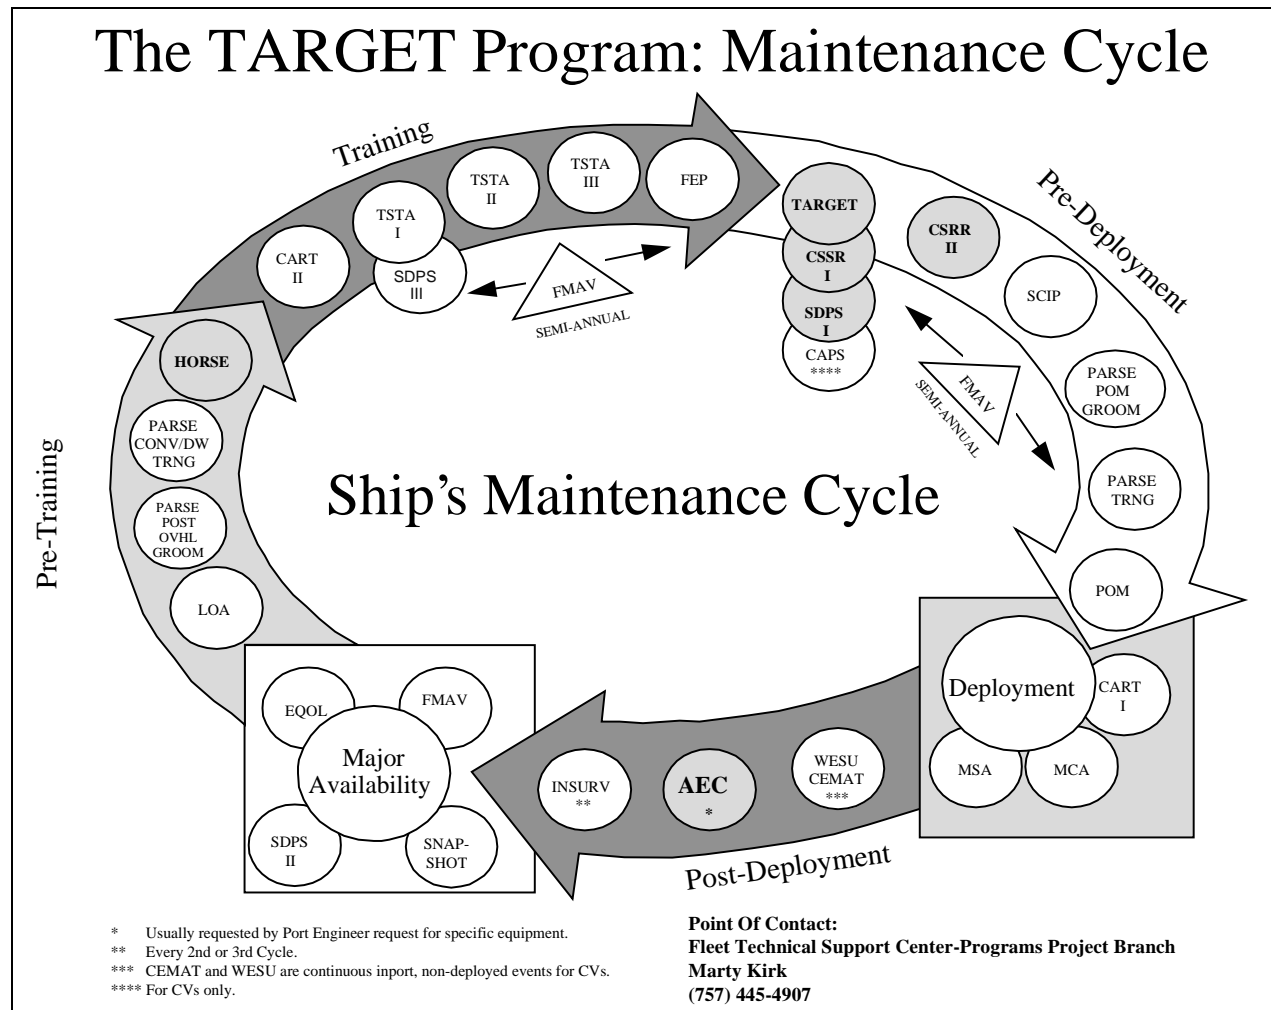 The TARGET Program: Maintenance Cycle
Training
TSTA
III
TSTA
II
FEP
TSTA
I
CART
II
SDPS
III
FMAV
SEMI-ANNUAL
Pre-Deployment
TARGET
CSSR
I
SDPS
I
CAPS
****
CSRR
II
SCIP
FMAV
SEMI-ANNUAL
PARSE
POM
GROOM
PARSE
TRNG
POM
Pre-Training
HORSE
PARSE
CONV/DW
TRNG
PARSE
POST
OVHL
GROOM
LOA
Ship’s Maintenance Cycle
Deployment
CART
I
MSA
MCA
Post-Deployment
WESU
CEMAT
***
AEC
*
INSURV
**
EQOL
FMAV
Major
Availability
SDPS
II
SNAP-
SHOT
* Usually requested by Port Engineer request for specific equipment.
** Every 2nd or 3rd Cycle.
*** CEMAT and WESU are continuous inport, non-deployed events for CVs.
**** For CVs only.
Point Of Contact:
Fleet Technical Support Center-Programs Project Branch
Marty Kirk
(757) 445-4907